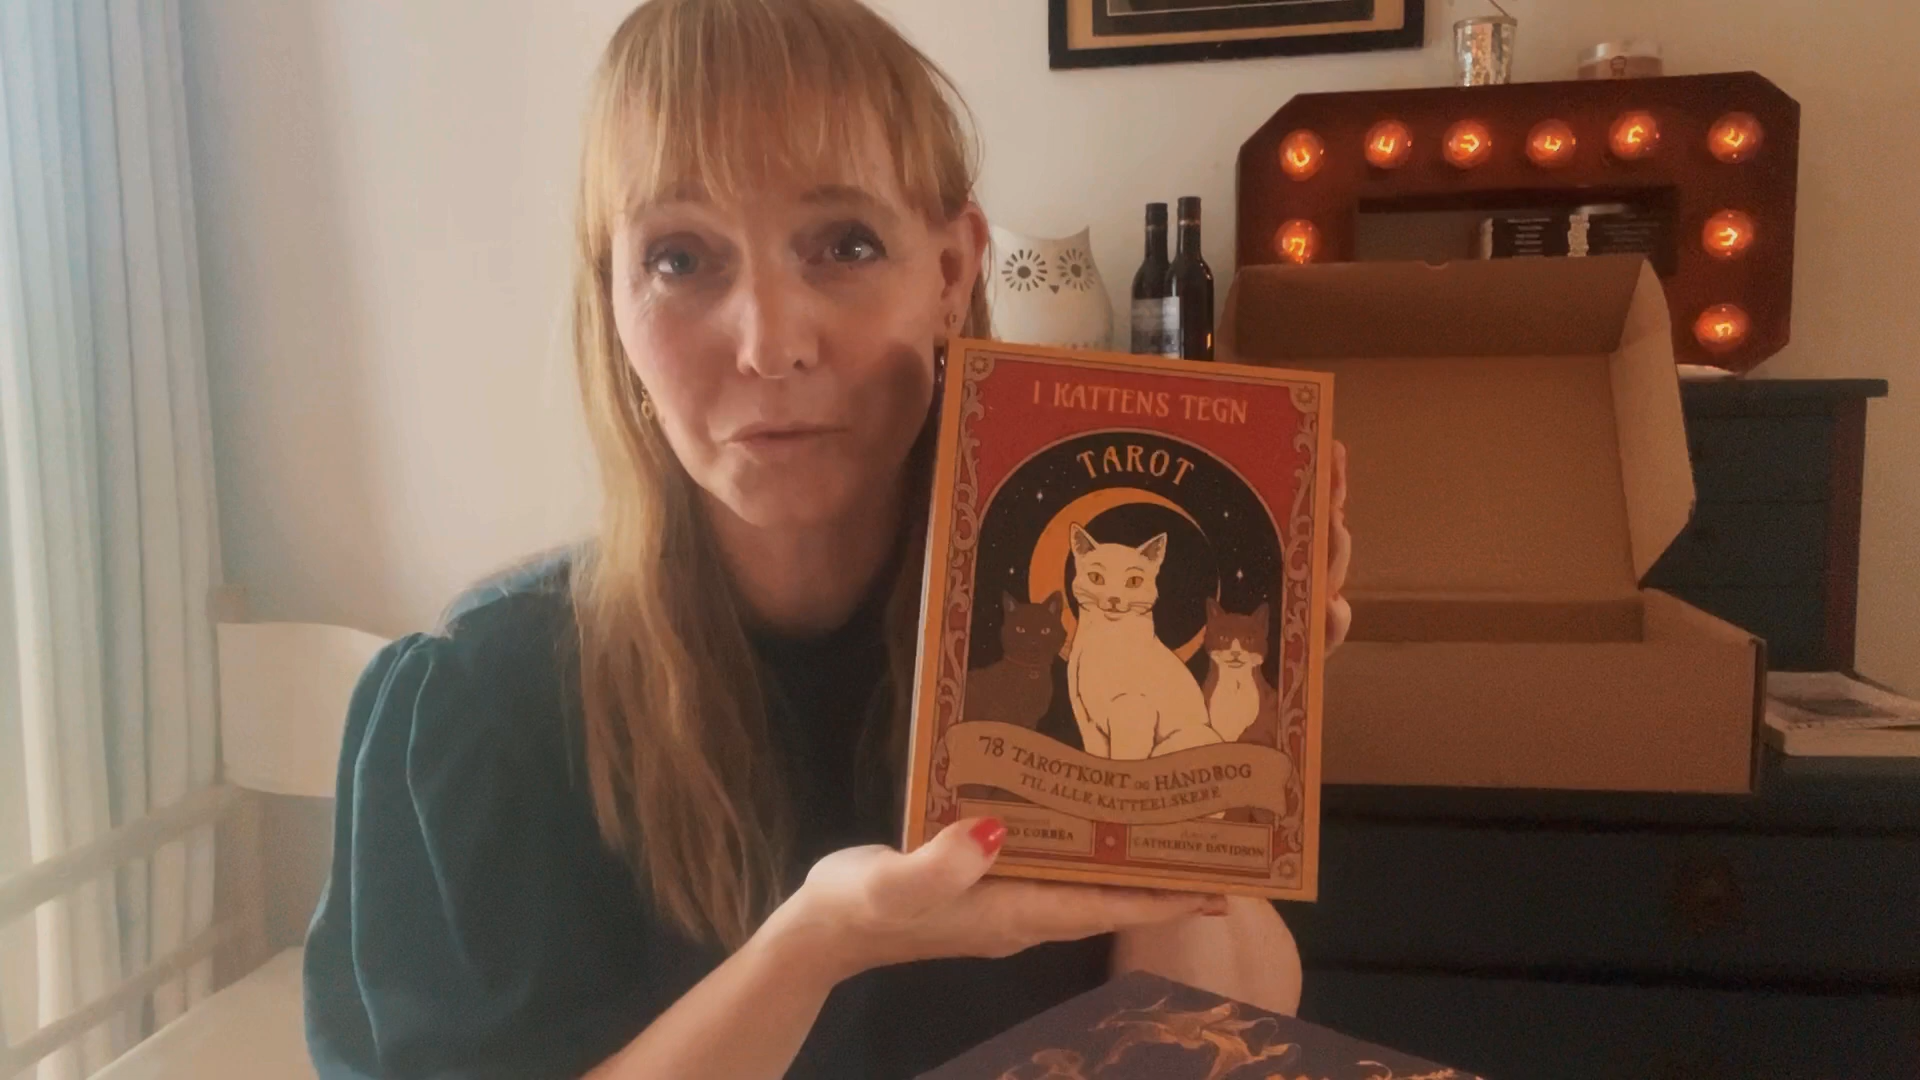 I KATTENS TEGN
TAROT
78 TAROTKORT OG HÅNDBOG
TIL ALLE KATTEELSKERE
CORRÊA
CATHERINE DAVIDSON